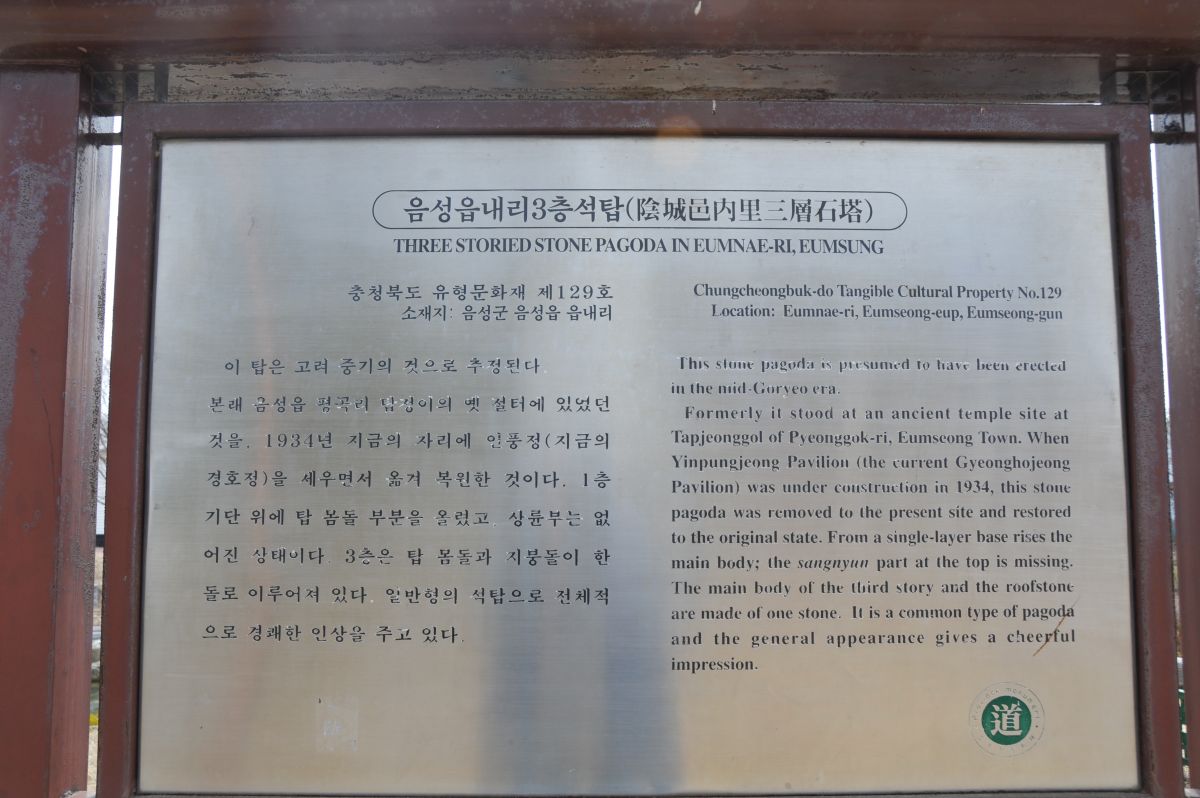 음성읍내리3층석탑(陰城邑内里三層石塔)
THREE STORIED STONE PAGODA IN EUMNAE-RI, EUMSUNG
충청북도 유형문화재 제129호
소재지: 음성군 음성읍 읍내리
이 탑은 고려 중기의 것으로 추정된다.
본래 금성읍 평곡리 탑정이의 옛 절터에 있었던
것을, 1934년 지금의 자리에 인풍정(지금의
경호정)을 세우면서 옮겨 복원한 것이다. 1층
기단 위에 탑 몸돌 부분을 올렸고, 상륜부는 없
어진 상태이다. 3층은 탑 몸돌과 지붕돌이 한
돌로 이루어져 있다. 일반형의 석탑으로 전체적
으로 경쾌한 인상을 주고 있다.
Chungcheongbuk-do Tangible Cultural Property No.129
Location: Eumnae-ri, Eumseong-eup, Eumseong-gun
This stone pagoda is presumed to have been erected
in the mid-Goryeo era.
Formerly it stood at an ancient temple site at
Tapjeonggol of Pyeonggok-ri, Eumseong Town. When
Yinpungjeong Pavilion (the current Gyeonghojeong
Pavilion) was under construction in 1934, this stone
pagoda was removed to the present site and restored
to the original state. From a single-layer base rises the
main body; the sangnyun part at the top is missing.
The main body of the third story and the roofstone
are made of one stone. It is a common type of pagoda
and the general appearance gives a cheerful
impression.
道